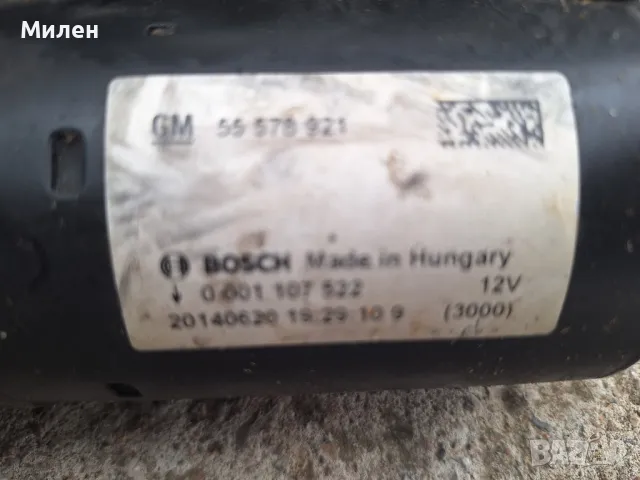 Милен
GM 55 578 921
BOSCH Made in Hungary
0 001 107 522 12V
20140620 15 29 10 9 (3000)
BAZAR